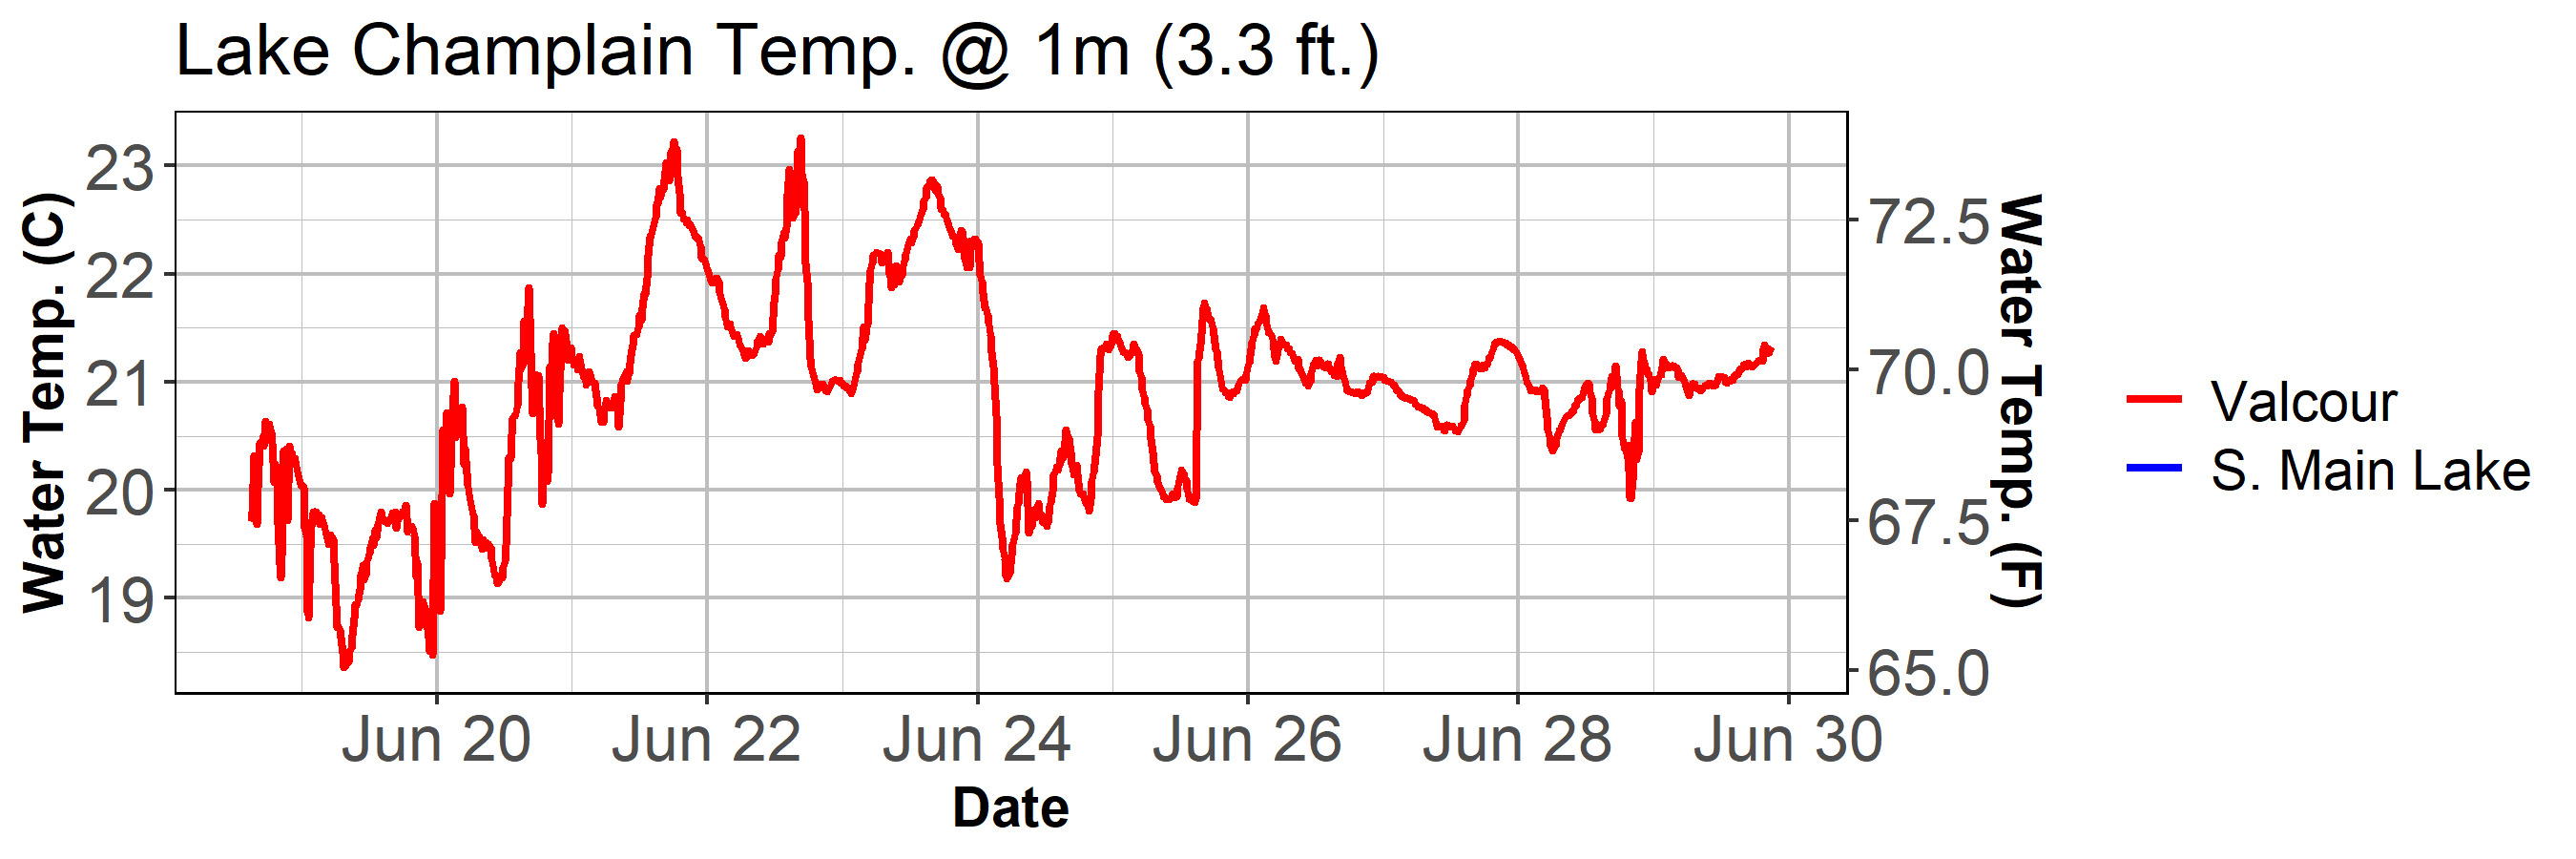 Lake Champlain Temp. @ 1m (3.3 ft.)
Water Temp. (C)
23
22
21
20
19
72.5
70.0
67.5
65.0
Water Temp. (F)
Jun 20
Jun 22
Jun 24
Jun 26
Jun 28
Jun 30
Date
Valcour
S. Main Lake